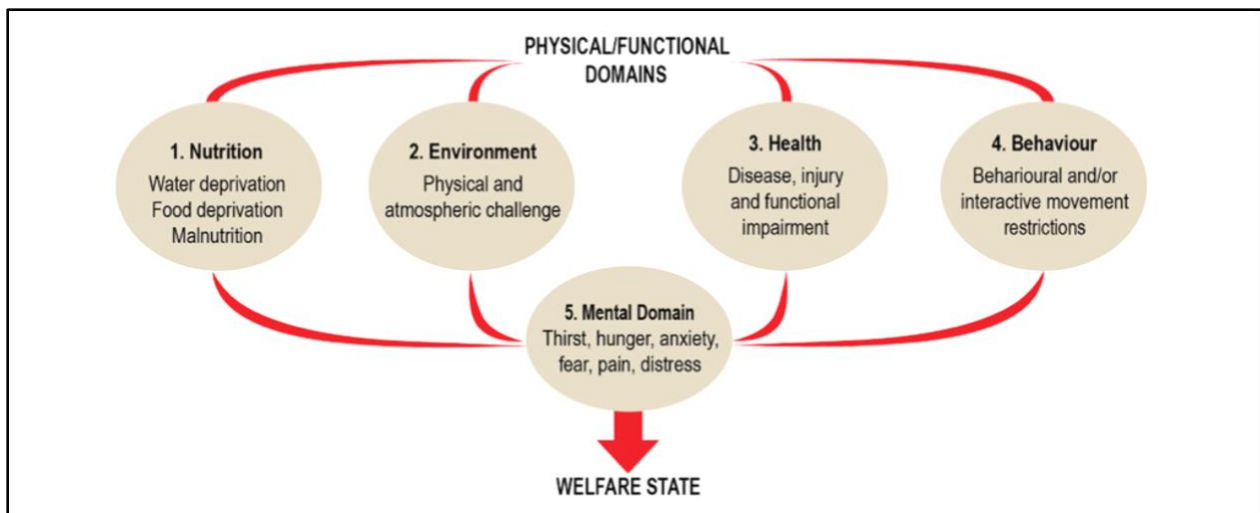 PHYSICAL/FUNCTIONAL
DOMAINS
1. Nutrition
Water deprivation
Food deprivation
Malnutrition
2. Environment
Physical and
atmospheric challenge
3. Health
Disease, injury
and functional
impairment
4. Behaviour
Beharioural and/or
interactive movement
restrictions
5. Mental Domain
Thirst, hunger, anxiety,
fear, pain, distress
WELFARE STATE